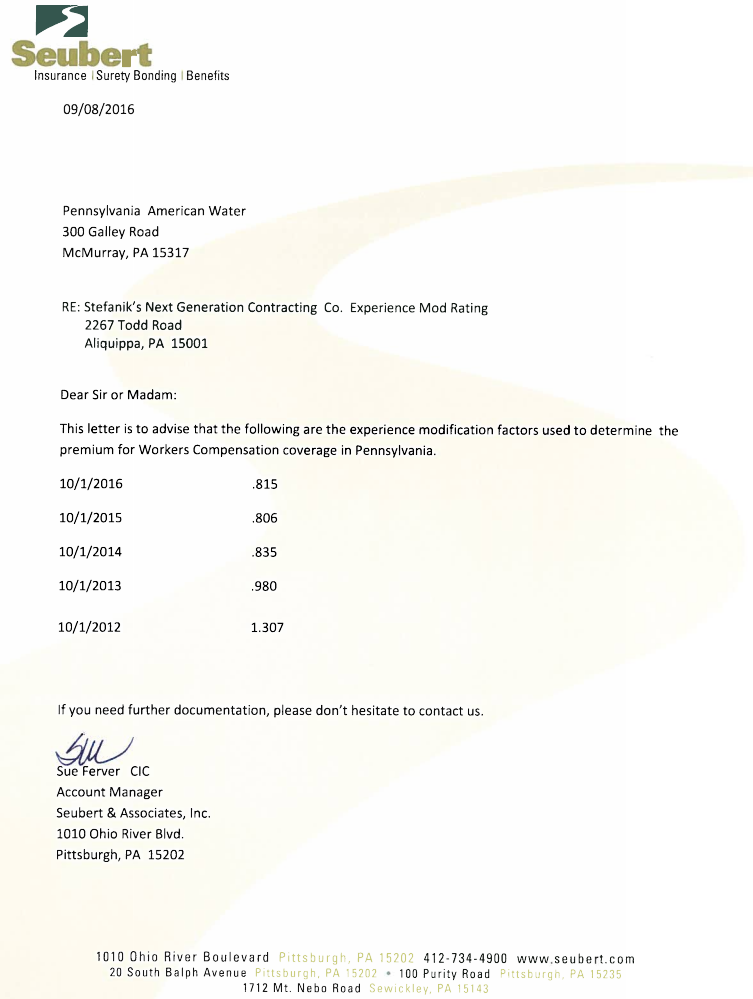 Seubert
Insurance | Surety Bonding | Benefits
09/08/2016
Pennsylvania American Water
300 Galley Road
McMurray, PA 15317
RE: Stefanik's Next Generation Contracting Co. Experience Mod Rating
2267 Todd Road
Aliquippa, PA 15001
Dear Sir or Madam:
This letter is to advise that the following are the experience modification factors used to determine the
premium for Workers Compensation coverage in Pennsylvania.
10/1/2016 .815
10/1/2015 .806
10/1/2014 .835
10/1/2013 .980
10/1/2012 1.307
If you need further documentation, please don't hesitate to contact us.
Sue
Sue Ferver CIC
Account Manager
Seubert & Associates, Inc.
1010 Ohio River Blvd.
Pittsburgh, PA 15202
1010 Ohio River Boulevard Pittsburgh, PA 15202 412-734-4900 www.seubert.com
20 South Balph Avenue Pittsburgh, PA 15202 • 100 Purity Road Pittsburgh, PA 15235
1712 Mt. Nebo Road Sewickley, PA 15143